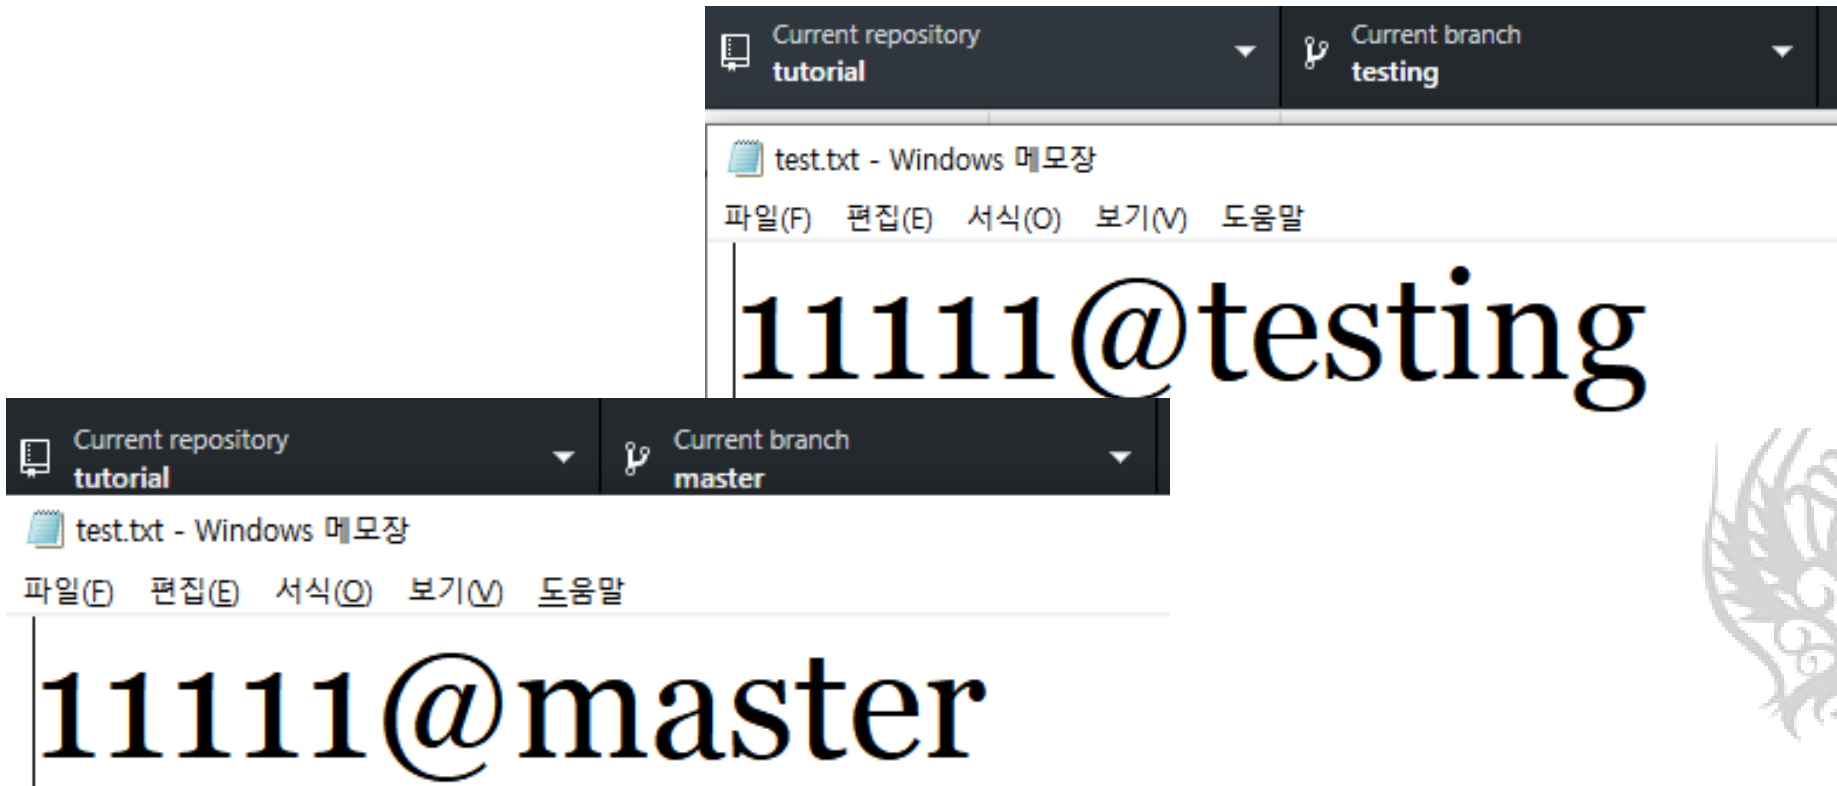 Current repository
tutorial
Current branch
testing
test.txt - Windows 메모장
파일(F) 편집(E) 서식(O) 보기(V) 도움말
11111@testing
Current repository
tutorial
Current branch
master
test.txt - Windows 메모장
파일(F) 편집(E) 서식(O) 보기(V) 도움말
11111@master